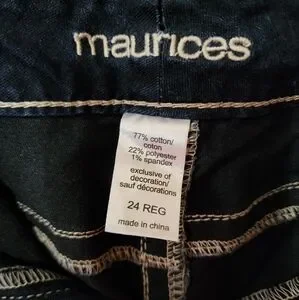 maurices
77% cotton/
coton
22% polyester
1% spandex
exclusive of
decoration/
sauf décorations
24 REG
made in china